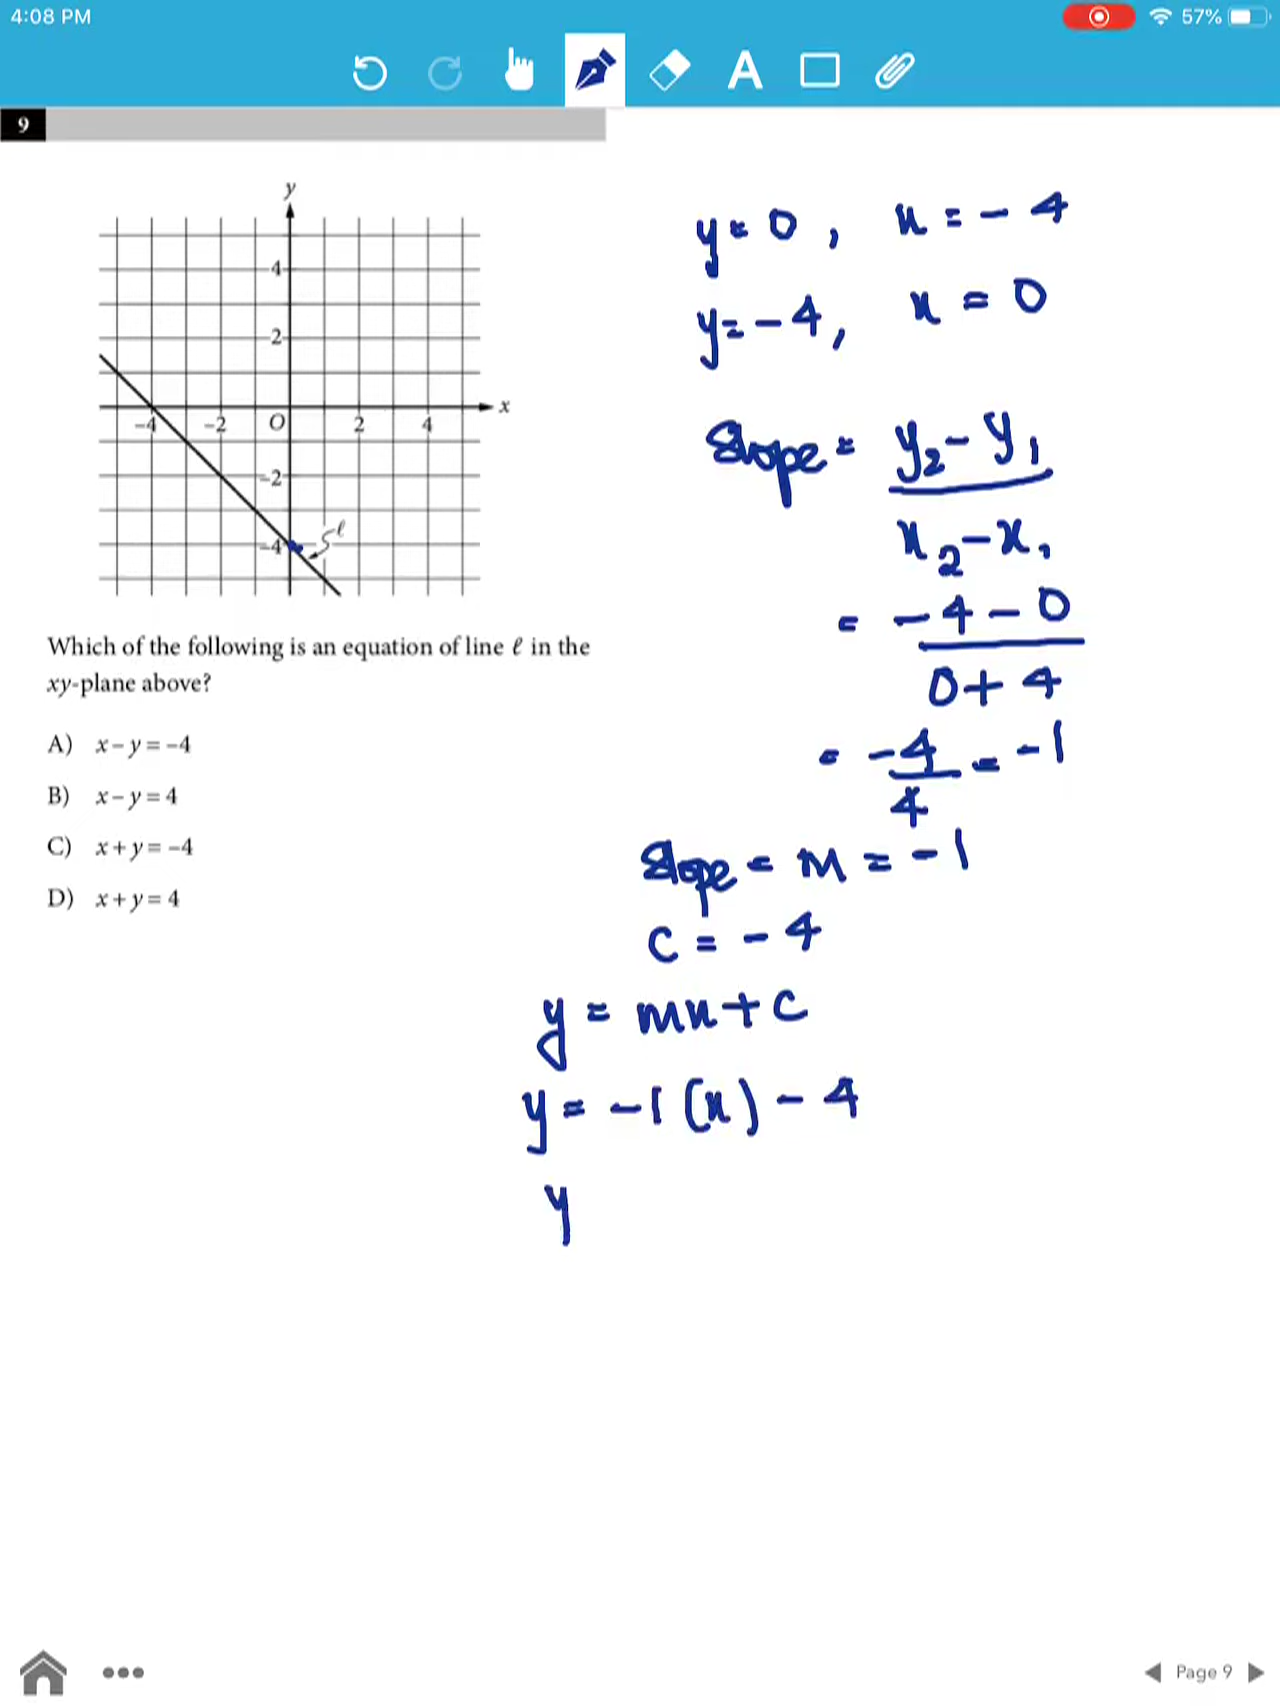 4:08 PM
57%
A
9
y
4
2
-4
-2
O
2
4
x
-2
-4
ℓ
Which of the following is an equation of line ℓ in the
xy-plane above?
A) x − y = −4
B) x − y = 4
C) x + y = −4
D) x + y = 4
y = 0 , x = - 4
y = - 4 , x = 0
Slope = y₂ - y₁
x₂ - x₁
= - 4 - 0
0 + 4
= -4 = -1
4
Slope = m = -1
c = - 4
y = mx + c
y = -1 (x) - 4
y
Page 9